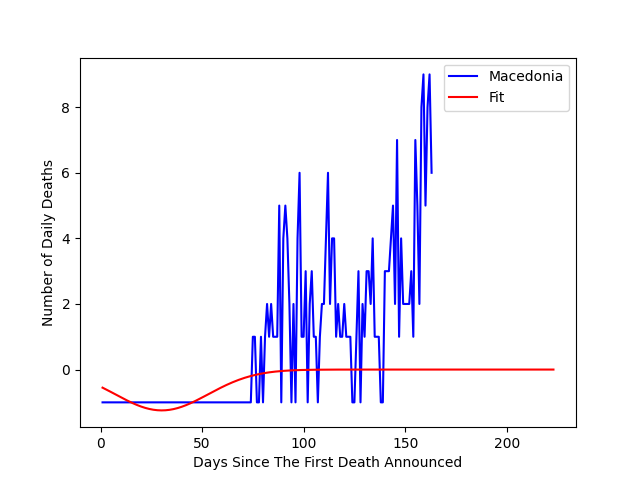 Macedonia
Fit
Number of Daily Deaths
8
6
4
2
0
0
50
100
150
200
Days Since The First Death Announced